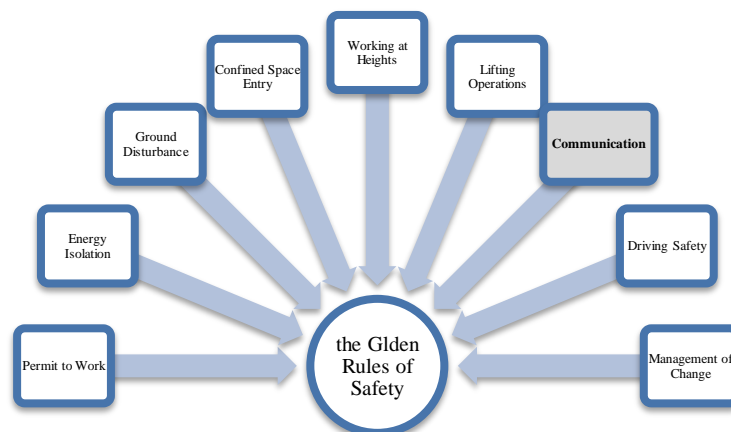 Working at
Heights
Confined Space
Entry
Lifting
Operations
Ground
Disturbance
Communication
Energy
Isolation
Driving Safety
the Glden
Rules of
Safety
Permit to Work
Management of
Change